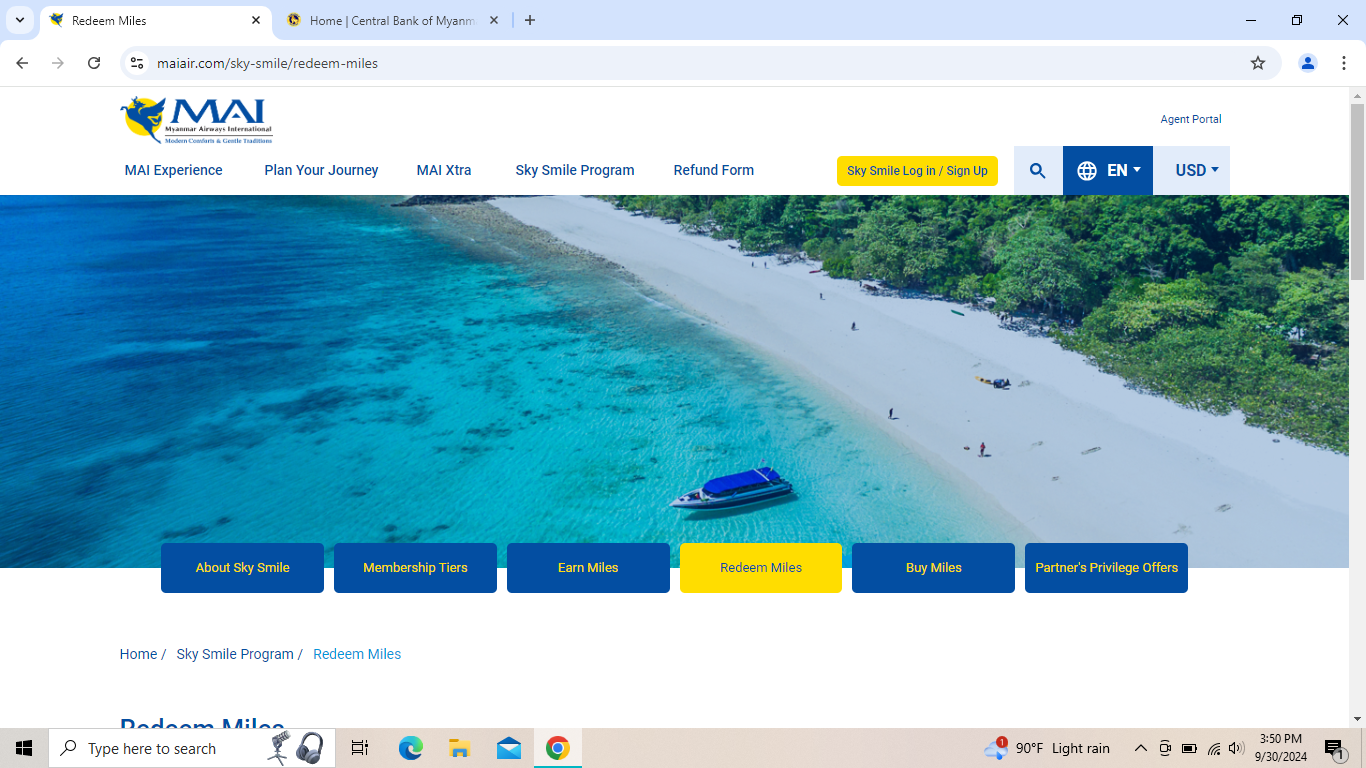 Redeem Miles
Home | Central Bank of Myanm
maiair.com/sky-smile/redeem-miles
MAI
Myanmar Airways International
Modern Comforts & Gentle Traditions
Agent Portal
MAI Experience
Plan Your Journey
MAI Xtra
Sky Smile Program
Refund Form
Sky Smile Log in / Sign Up
EN
USD
About Sky Smile
Membership Tiers
Earn Miles
Redeem Miles
Buy Miles
Partner's Privilege Offers
Home / Sky Smile Program / Redeem Miles
Redeem Miles
Type here to search
1
90°F Light rain
3:50 PM
9/30/2024
1